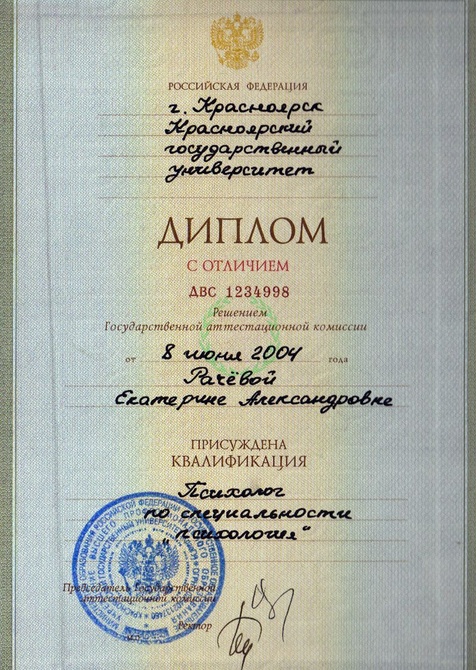 РОССИЙСКАЯ ФЕДЕРАЦИЯ
г. Красноярск
Красноярский
государственный
университет
ДИПЛОМ
С ОТЛИЧИЕМ
ДВС 1234998
Решением
Государственной аттестационной комиссии
от 8 июня 2004 года
Рачёвой
Екатерине Александровне
ПРИСУЖДЕНА
КВАЛИФИКАЦИЯ
Психолог
по специальности
"психология"
Председатель Государственной
аттестационной комиссии
Ректор